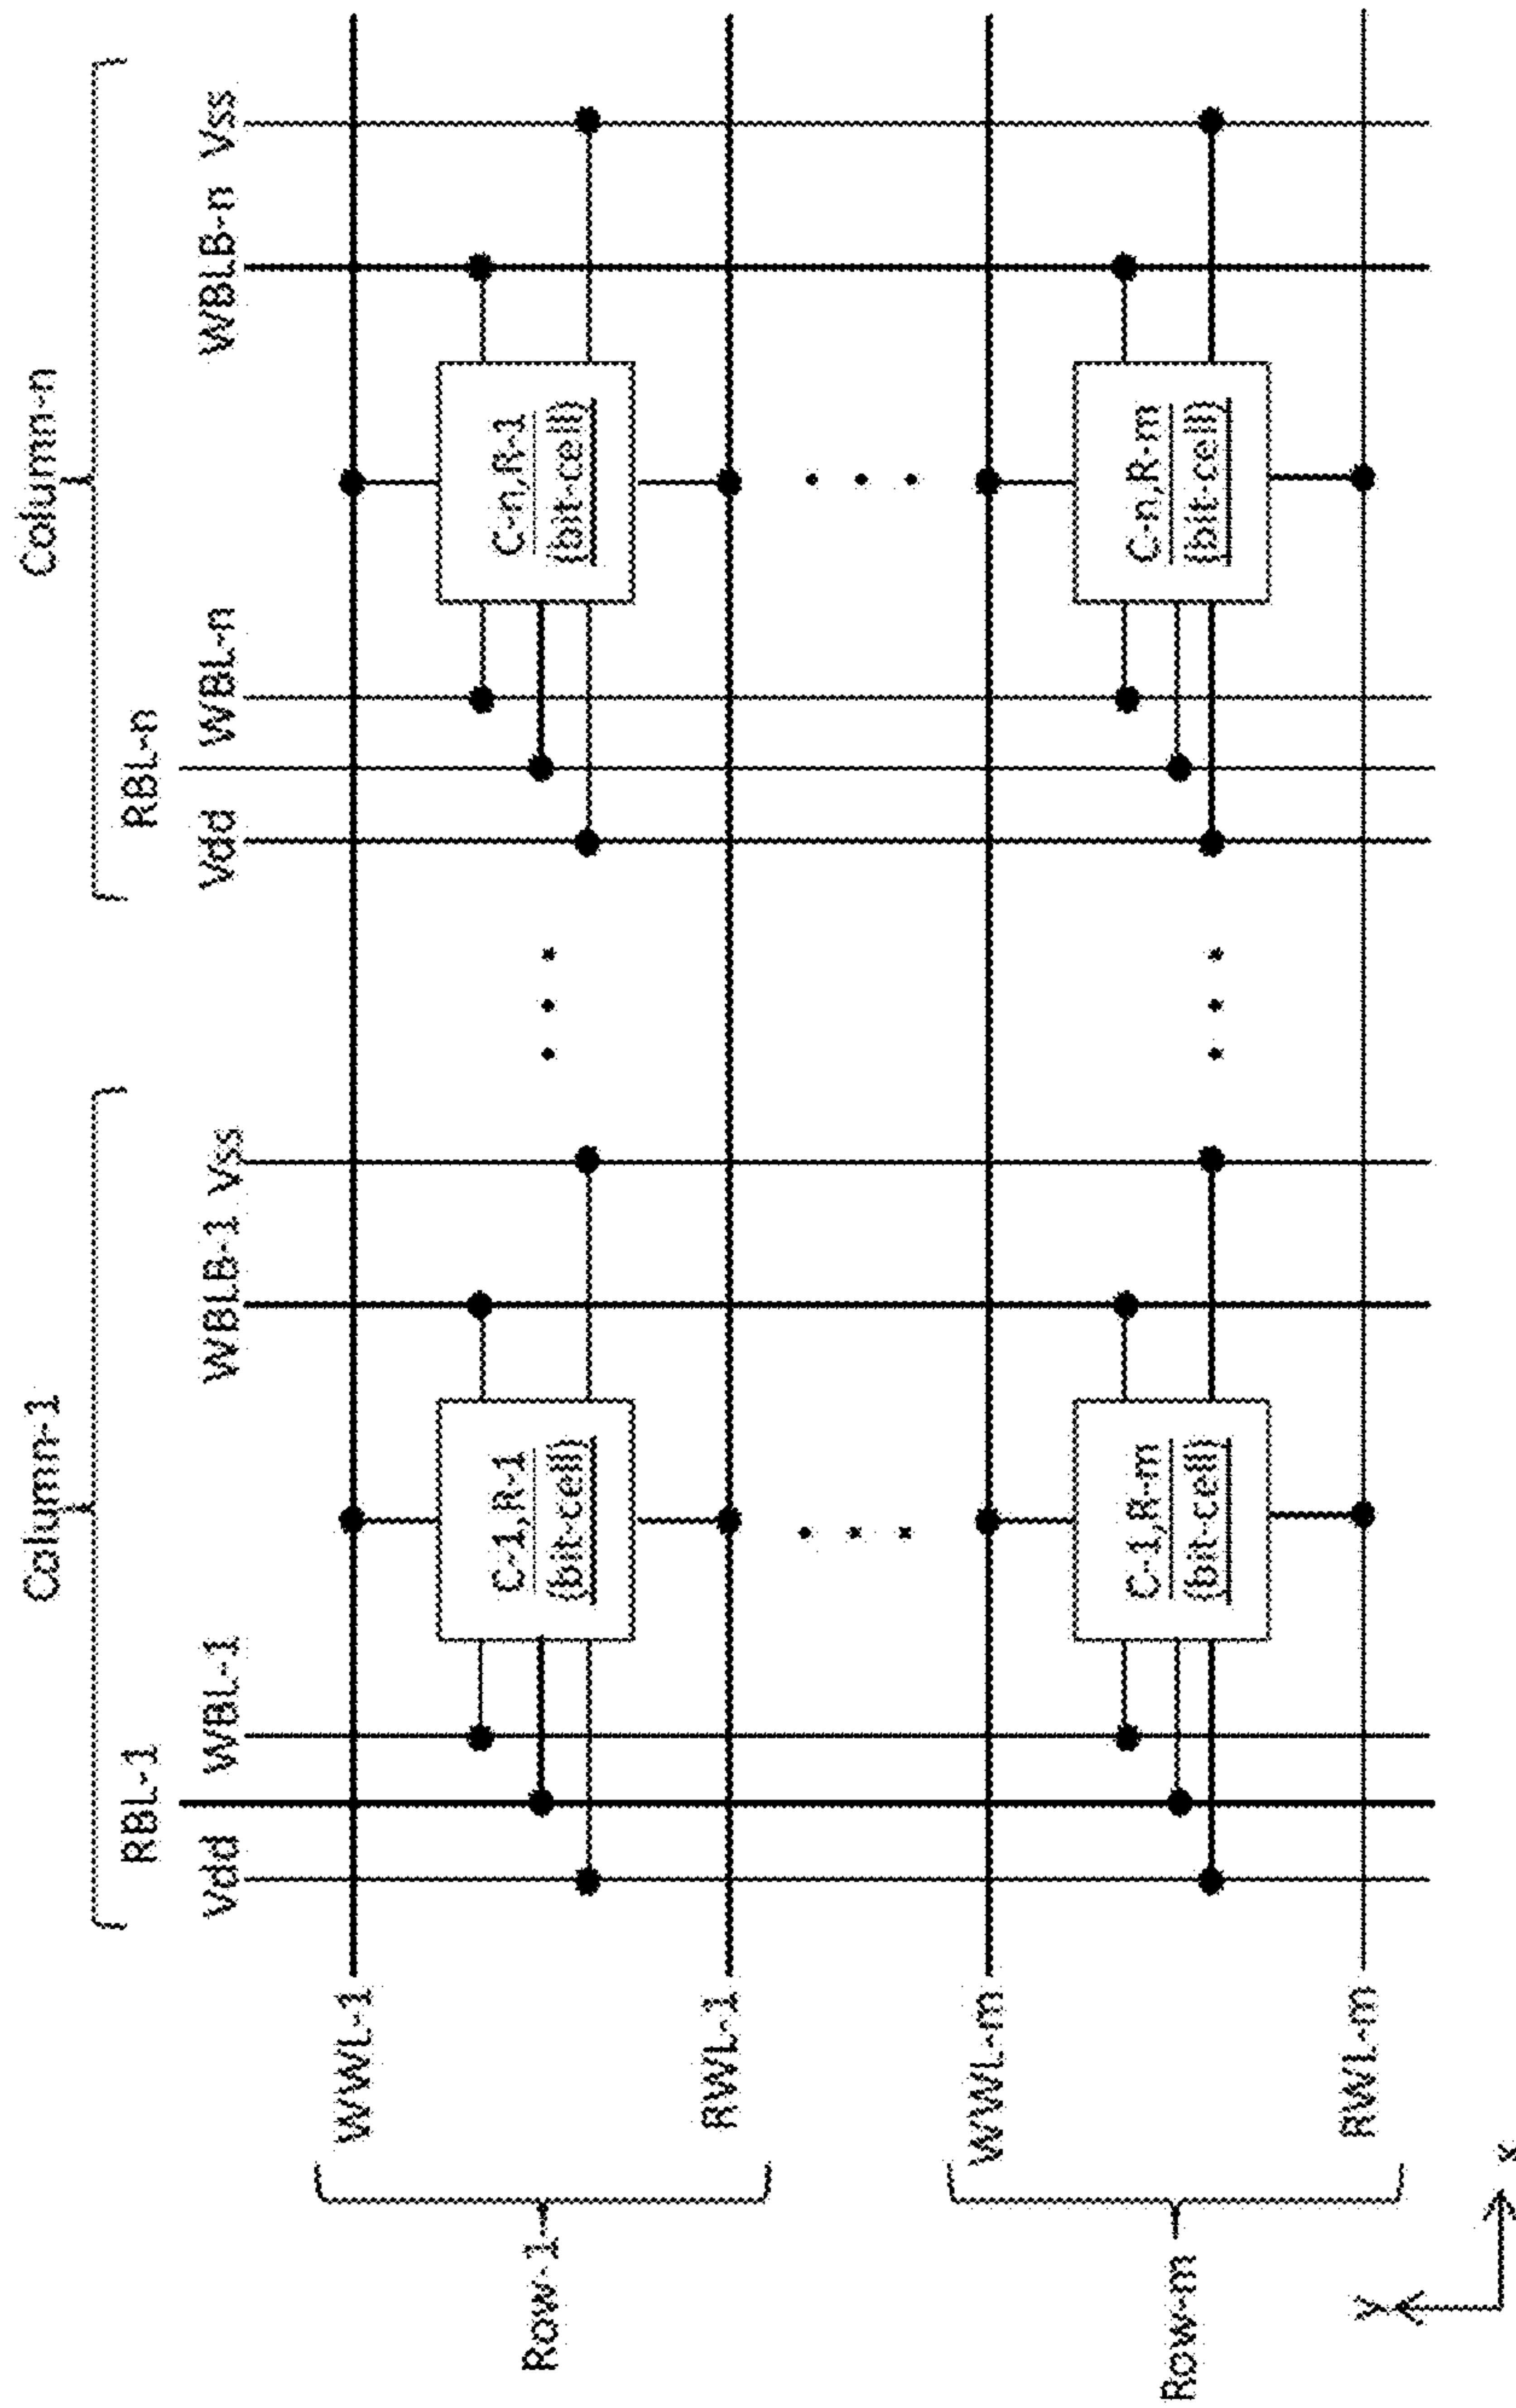 Column-1
Column-n
RBL-1
RBL-n
Vdd
WBL-1
WBLB-1
Vss
Vdd
WBL-n
WBLB-n
Vss
WWL-1
Row-1
C-1,R-1
(bit-cell)
C-n,R-1
(bit-cell)
RWL-1
WWL-m
Row-m
C-1,R-m
(bit-cell)
C-n,R-m
(bit-cell)
RWL-m
y
x